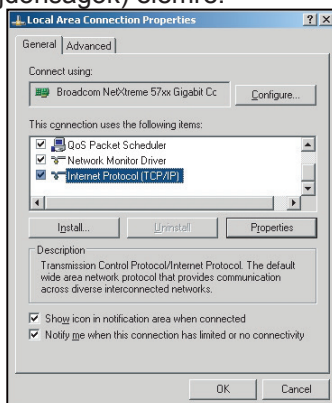 Local Area Connection Properties
General Advanced
Connect using:
Broadcom NetXtreme 57xx Gigabit Cc
Configure...
This connection uses the following items:
QoS Packet Scheduler
Network Monitor Driver
Internet Protocol (TCP/IP)
Install... Uninstall Properties
Description
Transmission Control Protocol/Internet Protocol. The default
wide area network protocol that provides communication
across diverse interconnected networks.
Show icon in notification area when connected
Notify me when this connection has limited or no connectivity
OK Cancel